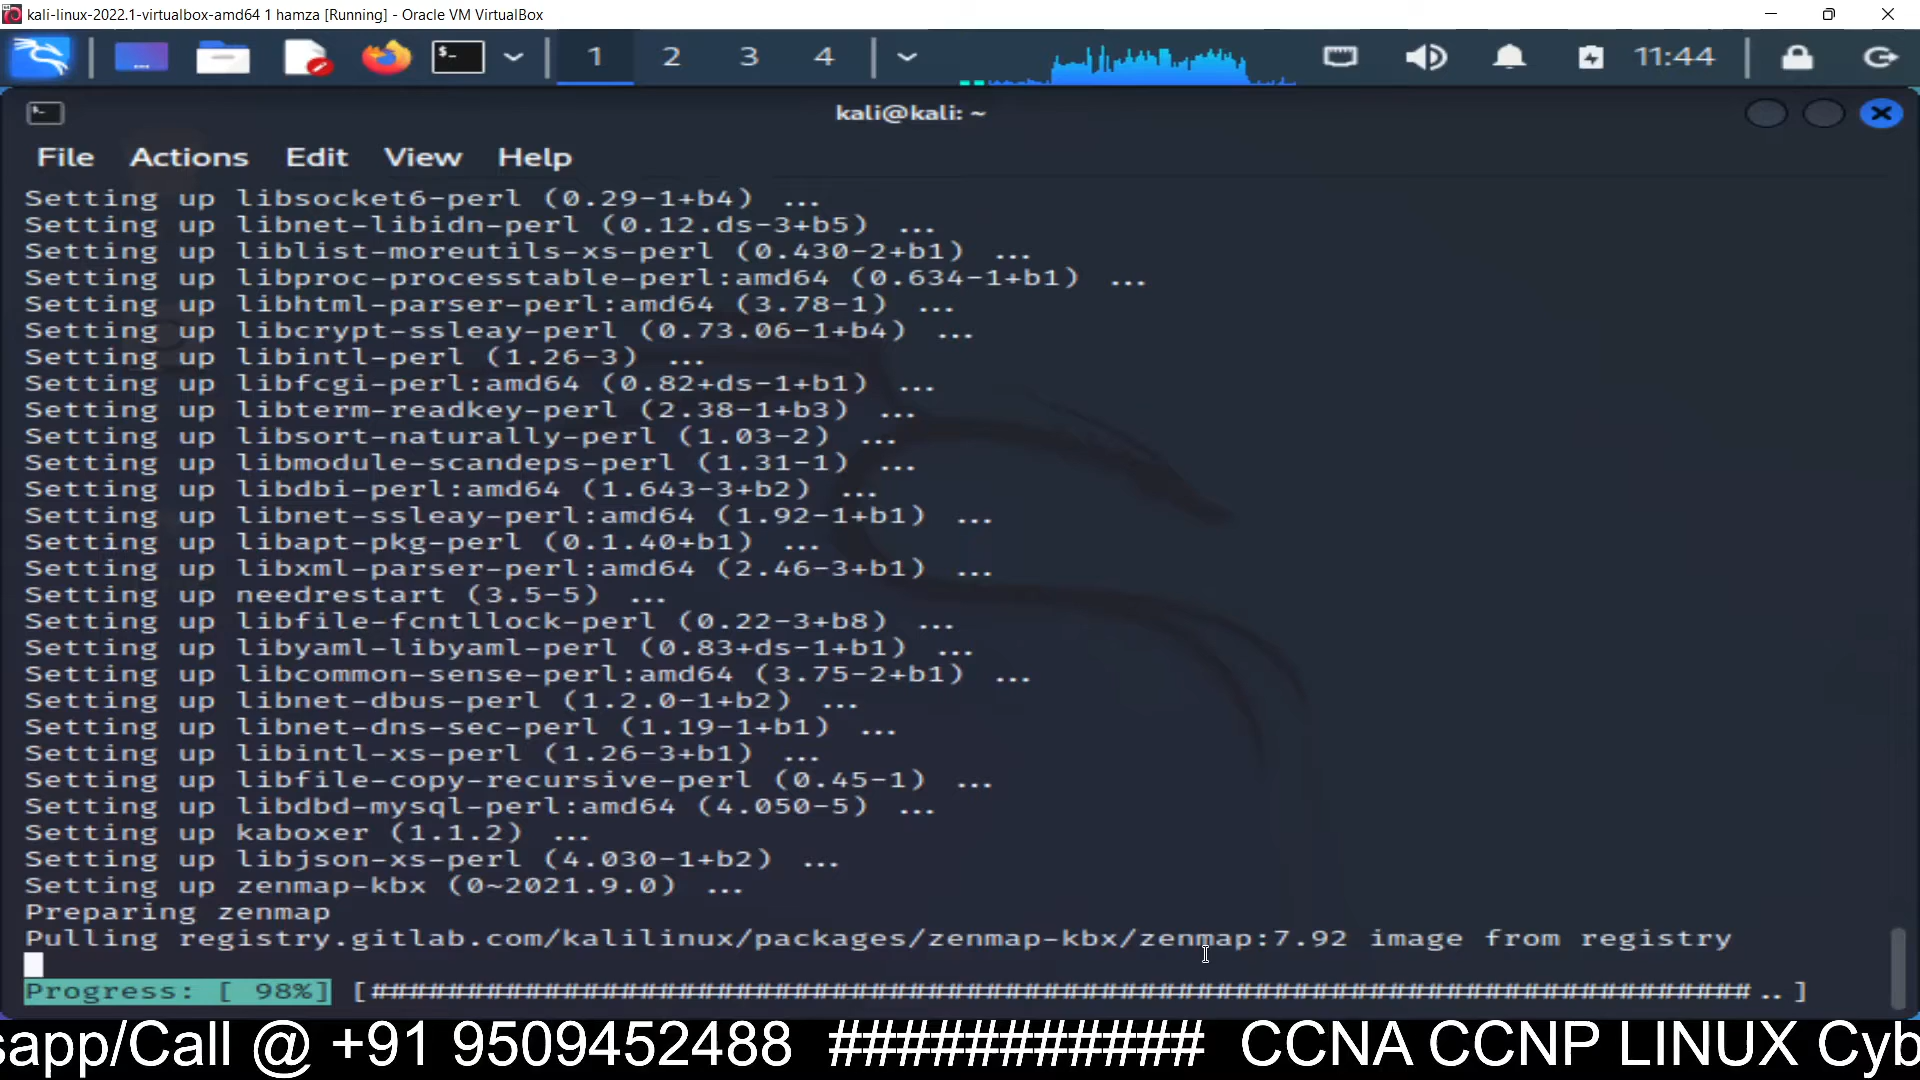 kali-linux-2022.1-virtualbox-amd64 1 hamza [Running] - Oracle VM VirtualBox
1 2 3 4 11:44
kali@kali: ~
File Actions Edit View Help
Setting up libsocket6-perl (0.29-1+b4) ...
Setting up libnet-libidn-perl (0.12.ds-3+b5) ...
Setting up liblist-moreutils-xs-perl (0.430-2+b1) ...
Setting up libproc-processtable-perl:amd64 (0.634-1+b1) ...
Setting up libhtml-parser-perl:amd64 (3.78-1) ...
Setting up libcrypt-ssleay-perl (0.73.06-1+b4) ...
Setting up libintl-perl (1.26-3) ...
Setting up libfcgi-perl:amd64 (0.82+ds-1+b1) ...
Setting up libterm-readkey-perl (2.38-1+b3) ...
Setting up libsort-naturally-perl (1.03-2) ...
Setting up libmodule-scandeps-perl (1.31-1) ...
Setting up libdbi-perl:amd64 (1.643-3+b2) ...
Setting up libnet-ssleay-perl:amd64 (1.92-1+b1) ...
Setting up libapt-pkg-perl (0.1.40+b1) ...
Setting up libxml-parser-perl:amd64 (2.46-3+b1) ...
Setting up needrestart (3.5-5) ...
Setting up libfile-fcntllock-perl (0.22-3+b8) ...
Setting up libyaml-libyaml-perl (0.83+ds-1+b1) ...
Setting up libcommon-sense-perl:amd64 (3.75-2+b1) ...
Setting up libnet-dbus-perl (1.2.0-1+b2) ...
Setting up libnet-dns-sec-perl (1.19-1+b1) ...
Setting up libintl-xs-perl (1.26-3+b1) ...
Setting up libfile-copy-recursive-perl (0.45-1) ...
Setting up libdbd-mysql-perl:amd64 (4.050-5) ...
Setting up kaboxer (1.1.2) ...
Setting up libjson-xs-perl (4.030-1+b2) ...
Setting up zenmap-kbx (0~2021.9.0) ...
Preparing zenmap
Pulling registry.gitlab.com/kalilinux/packages/zenmap-kbx/zenmap:7.92 image from registry
Progress: [ 98%] [########################################################################.. ]
sapp/Call @ +91 9509452488 ########### CCNA CCNP LINUX Cyb